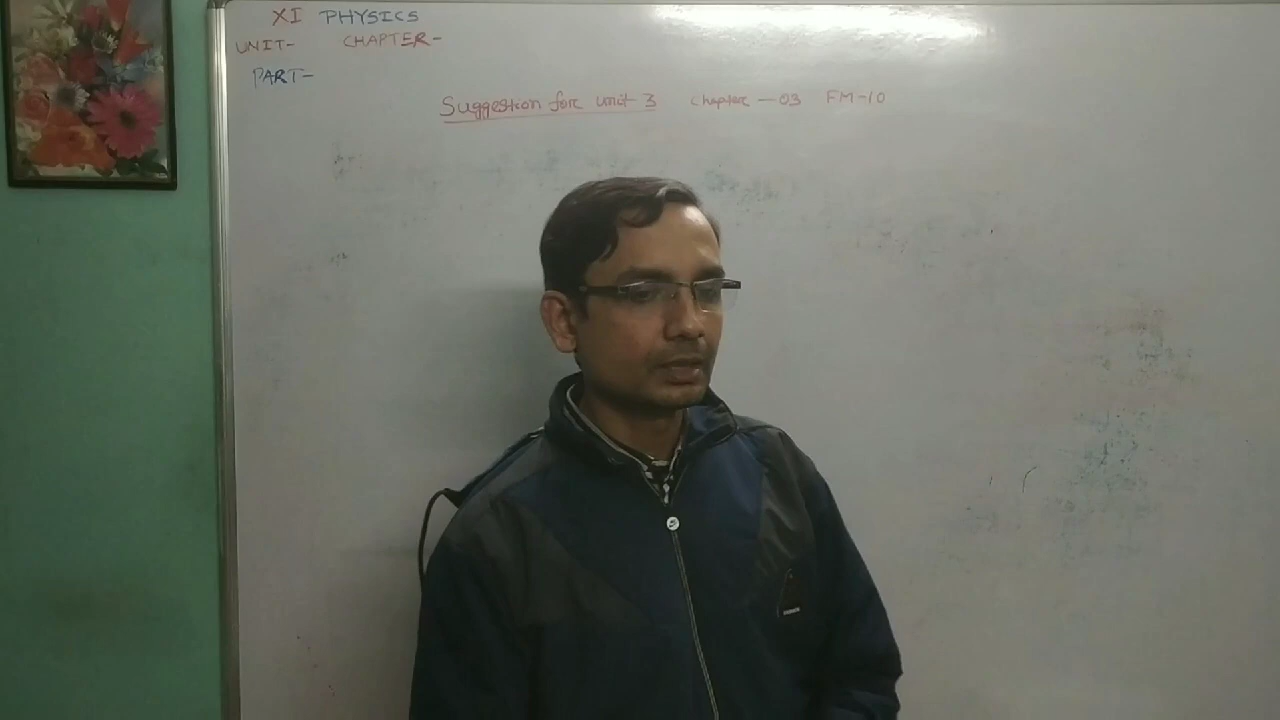 XI PHYSICS
UNIT- CHAPTER-
PART-
Suggestion for Unit 3 Chapter — 03 FM-10